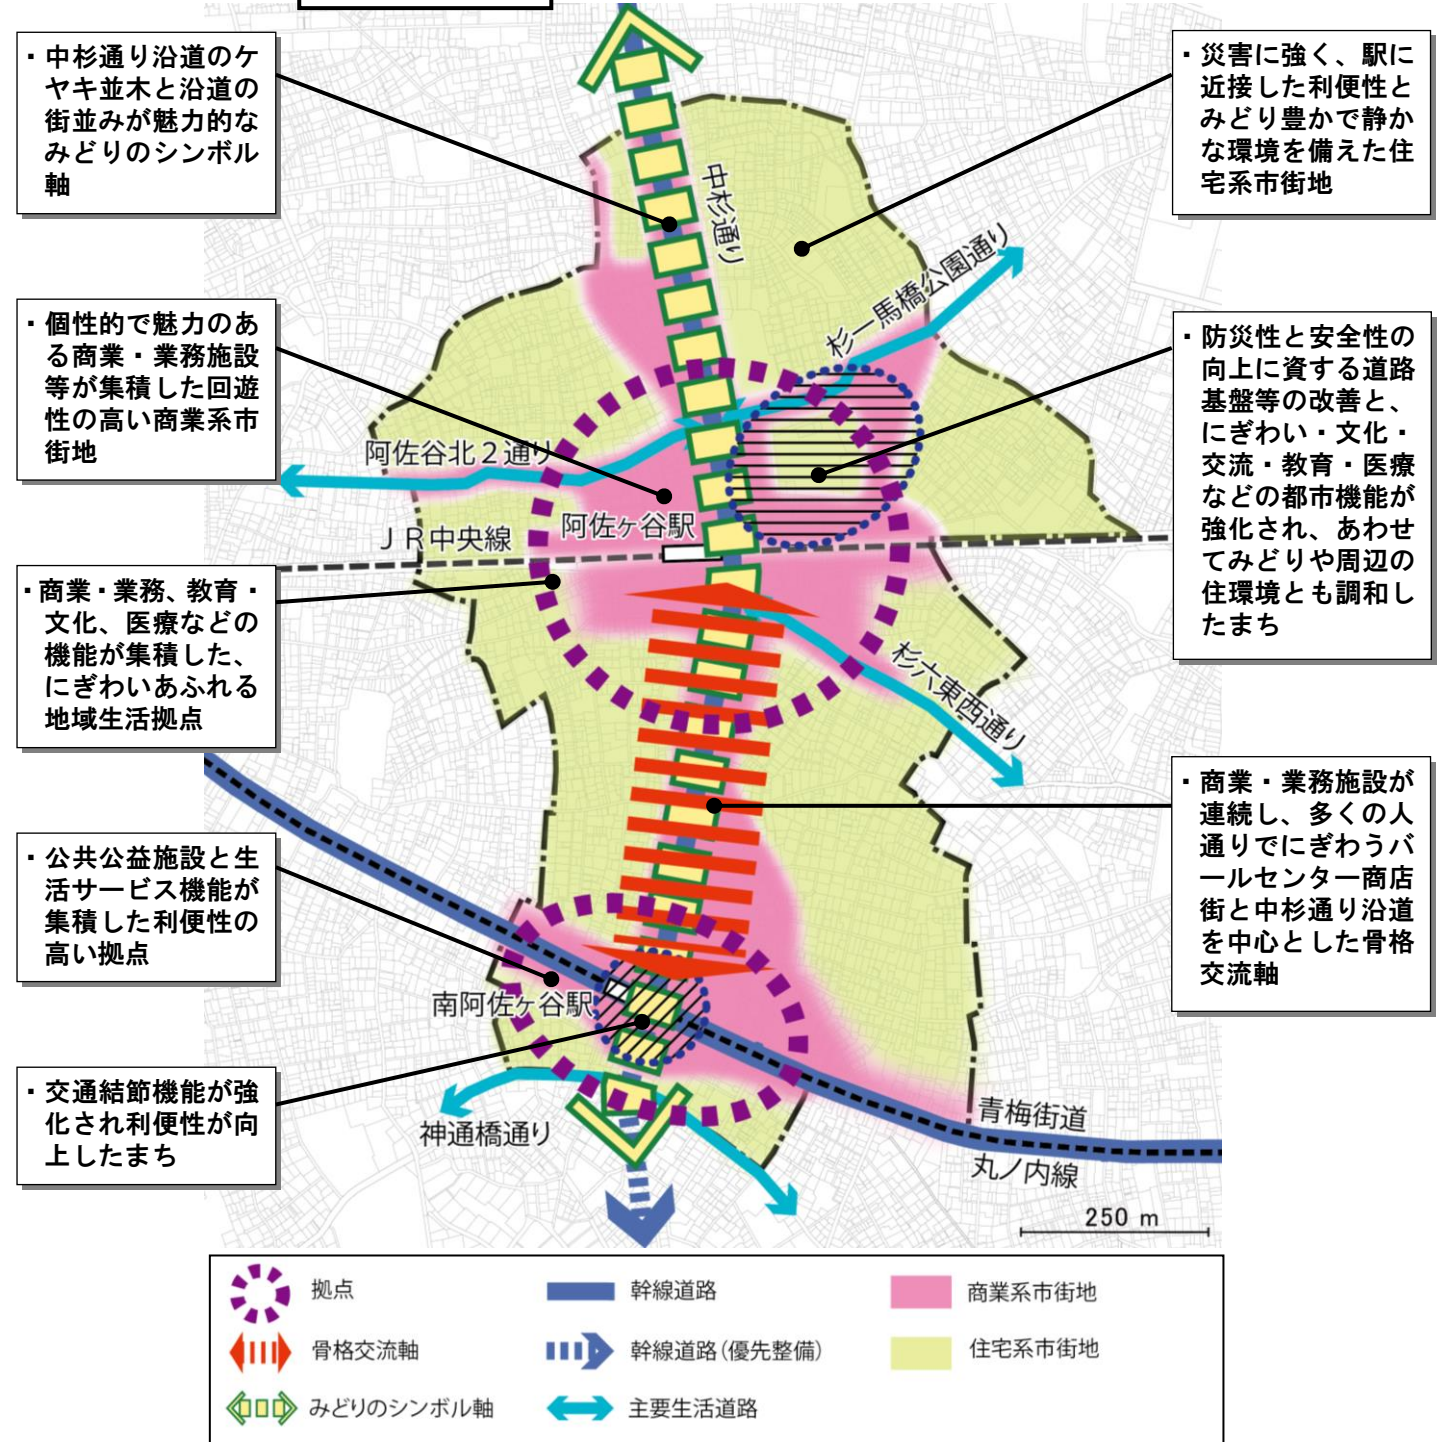 ・中杉通り沿道のケ
ヤキ並木と沿道の
街並みが魅力的な
みどりのシンボル
軸
・個性的で魅力のあ
る商業・業務施設
等が集積した回遊
性の高い商業系市
街地
・商業・業務、教育・
文化、医療などの
機能が集積した、
にぎわいあふれる
地域生活拠点
・公共公益施設と生
活サービス機能が
集積した利便性の
高い拠点
・交通結節機能が強
化され利便性が向
上したまち
中杉通り
杉一馬橋公園通り
阿佐谷北2通り
阿佐ヶ谷駅
JR中央線
杉六東西通り
南阿佐ヶ谷駅
神通橋通り
青梅街道
丸ノ内線
250 m
・災害に強く、駅に
近接した利便性と
みどり豊かで静か
な環境を備えた住
宅系市街地
・防災性と安全性の
向上に資する道路
基盤等の改善と、
にぎわい・文化・
交流・教育・医療
などの都市機能が
強化され、あわせ
てみどりや周辺の
住環境とも調和し
たまち
・商業・業務施設が
連続し、多くの人
通りでにぎわうパ
ールセンター商店
街と中杉通り沿道
を中心とした骨格
交流軸
拠点
幹線道路
商業系市街地
骨格交流軸
幹線道路(優先整備)
住宅系市街地
みどりのシンボル軸
主要生活道路